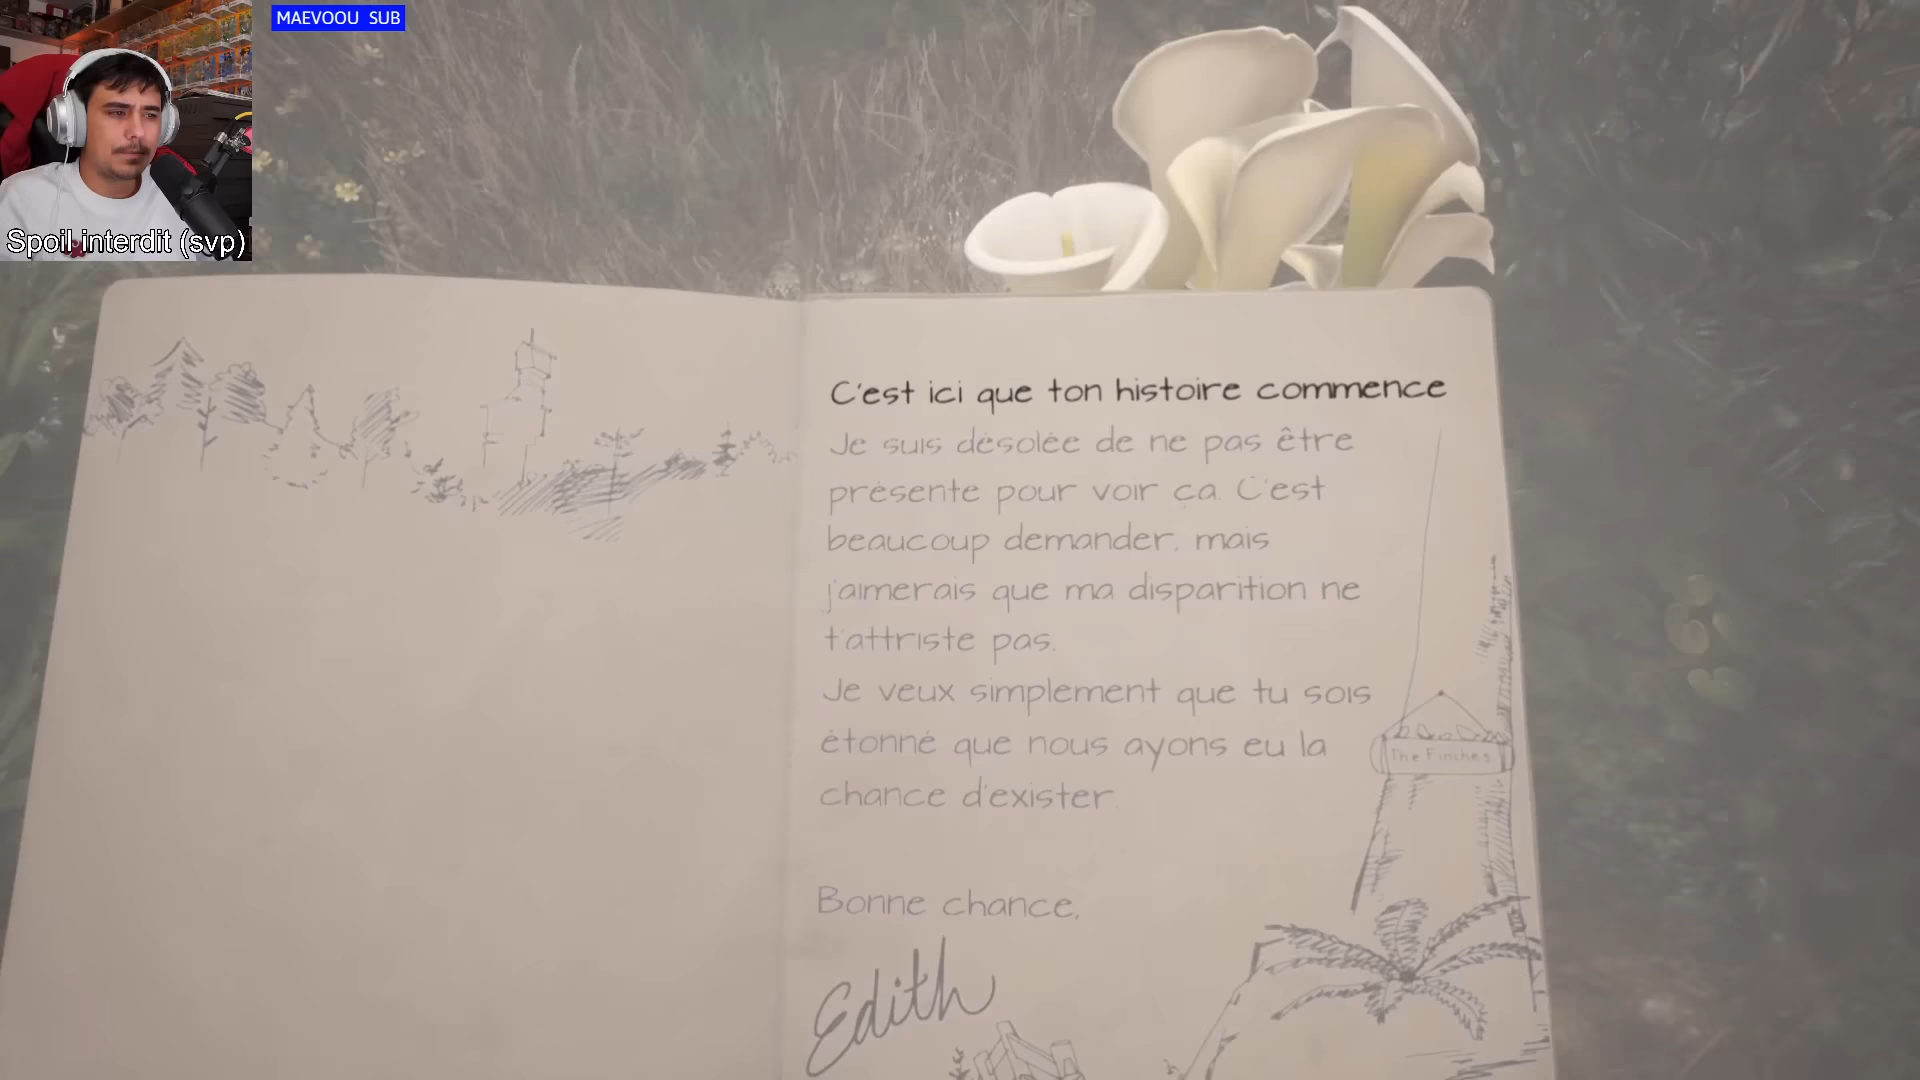 MAEVOOU SUB
Spoil interdit (svp)
C'est ici que ton histoire commence
Je suis désolée de ne pas être
présente pour voir ça. C'est
beaucoup demander, mais
j'aimerais que ma disparition ne
t'attriste pas.
Je veux simplement que tu sois
étonné que nous ayons eu la
chance d'exister.
The Finches
Bonne chance,
Edith